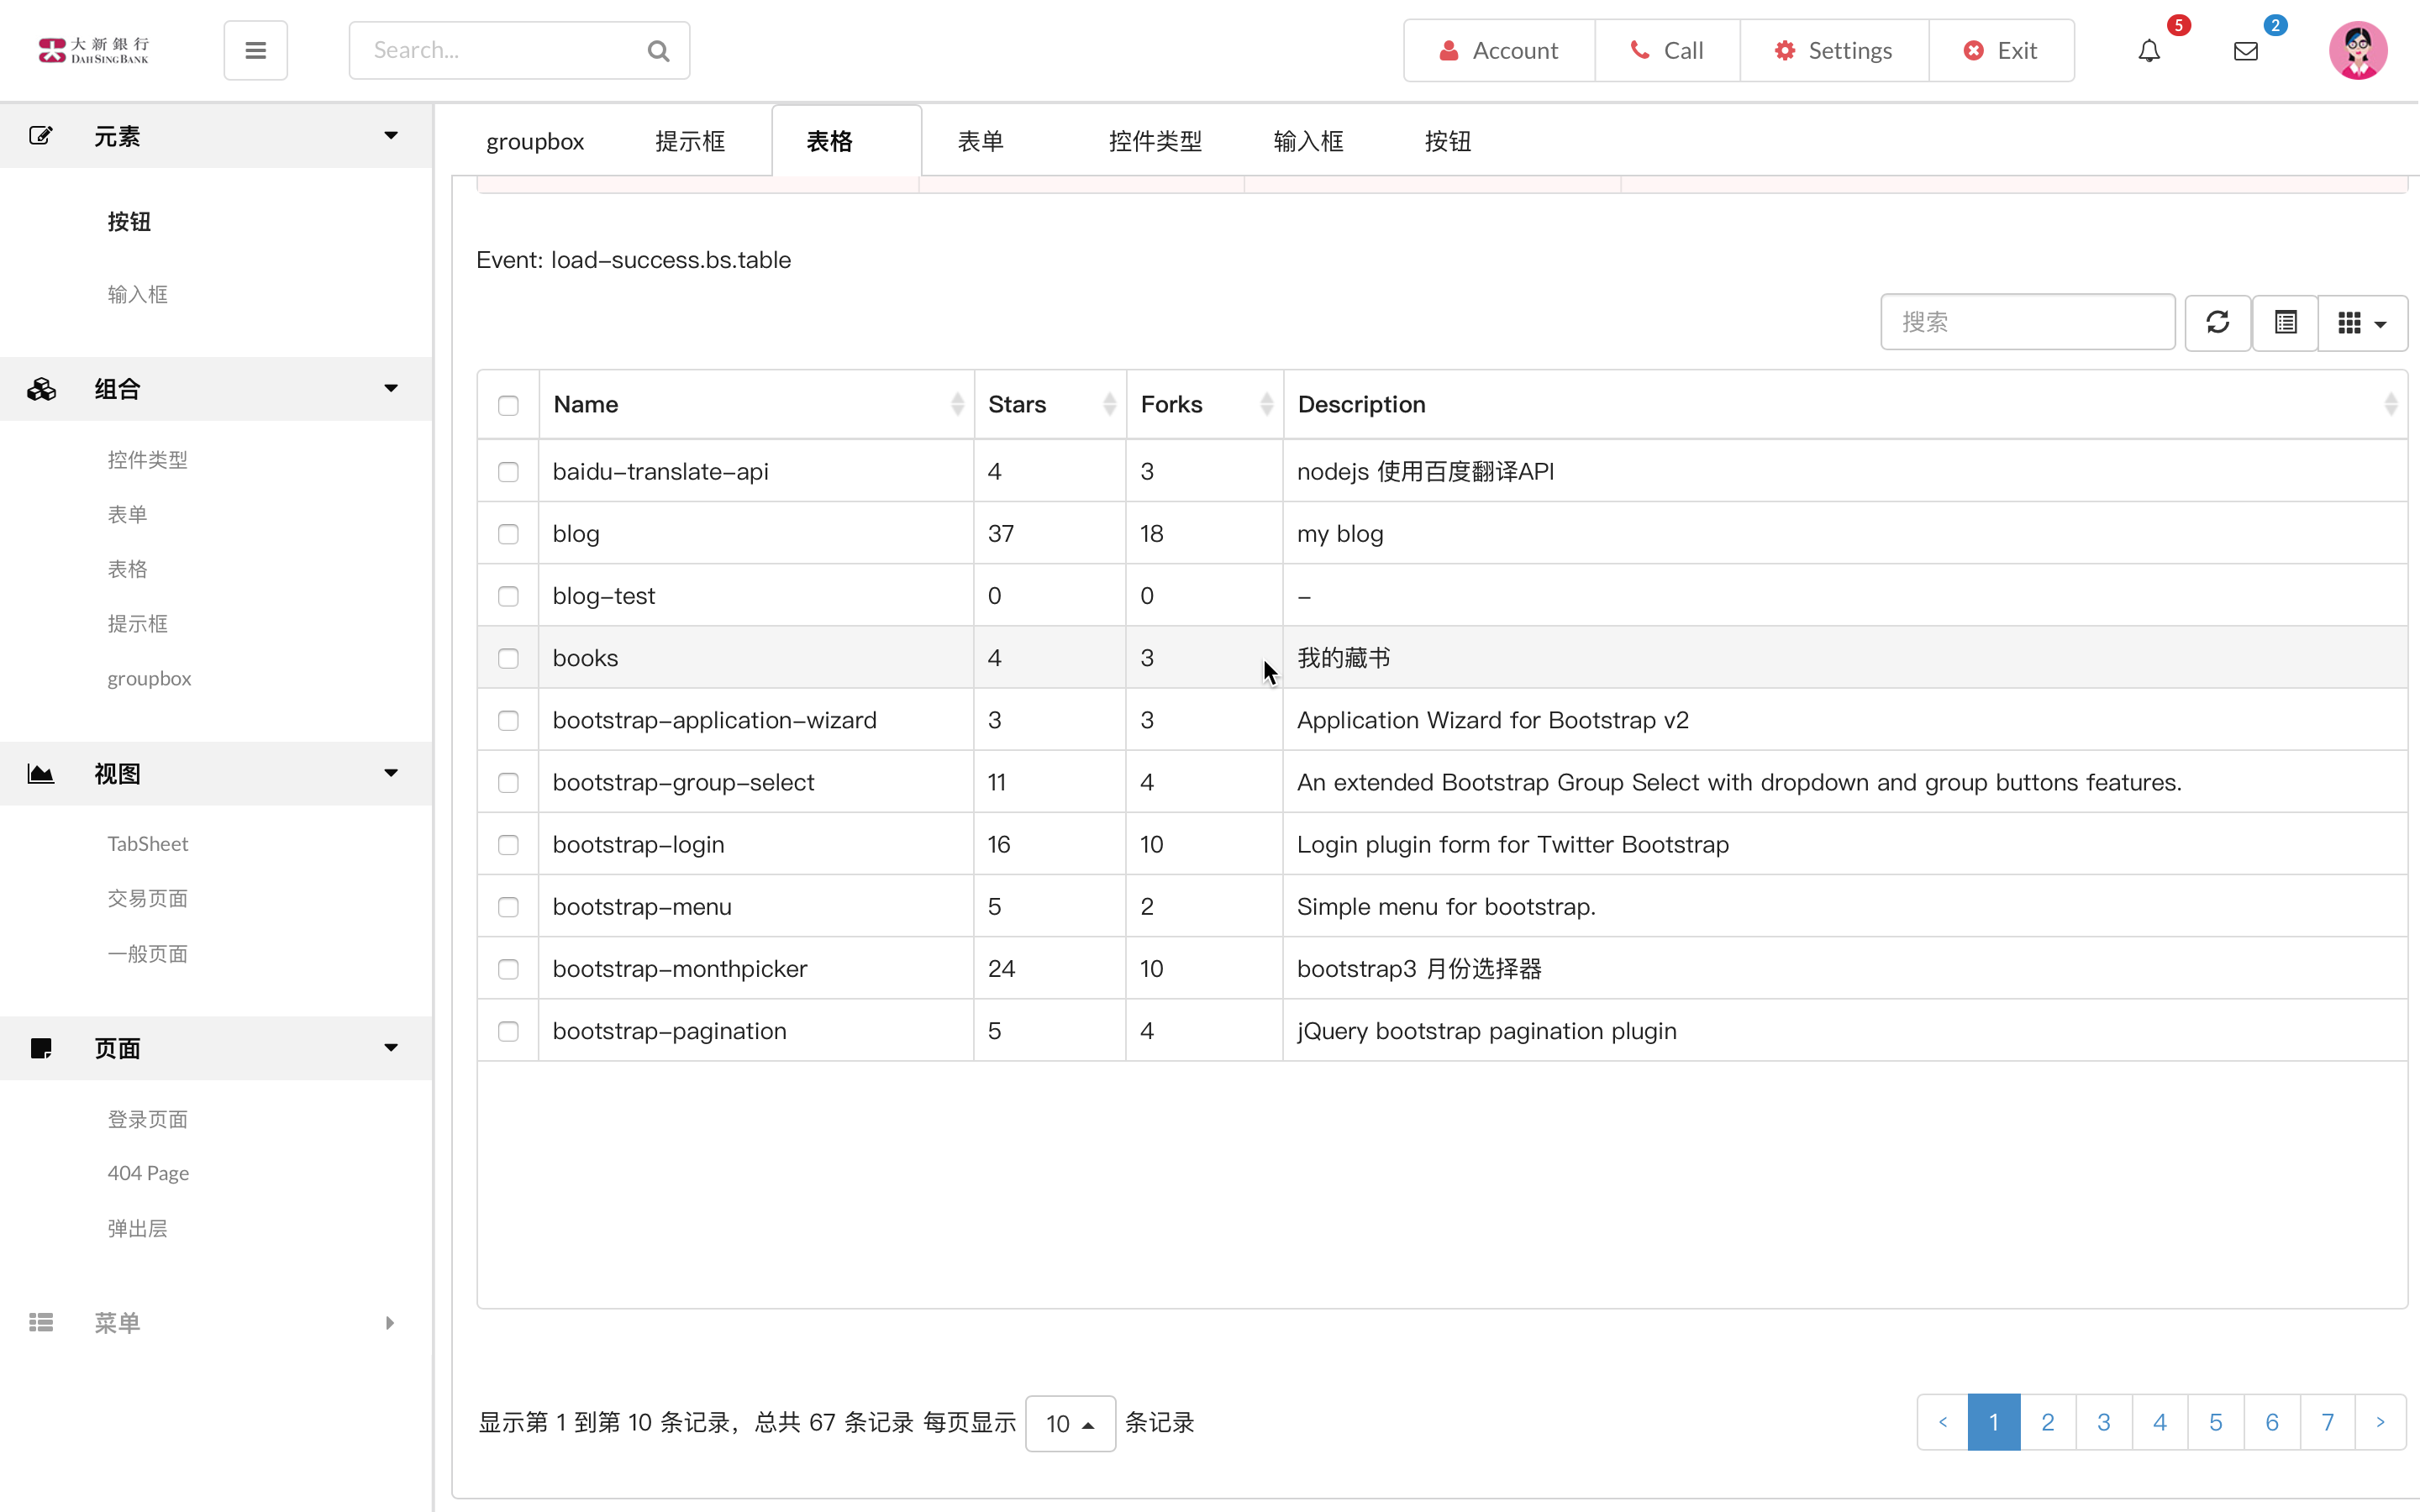 大新銀行
DAH SING BANK
Search...
Account
Call
Settings
Exit
5
2
元素
按钮
输入框
组合
控件类型
表单
表格
提示框
groupbox
视图
TabSheet
交易页面
一般页面
页面
登录页面
404 Page
弹出层
菜单
groupbox 提示框 表格 表单 控件类型 输入框 按钮
Event: load-success.bs.table
搜索
Name Stars Forks Description
baidu-translate-api 4 3 nodejs 使用百度翻译API
blog 37 18 my blog
blog-test 0 0 -
books 4 3 我的藏书
bootstrap-application-wizard 3 3 Application Wizard for Bootstrap v2
bootstrap-group-select 11 4 An extended Bootstrap Group Select with dropdown and group buttons features.
bootstrap-login 16 10 Login plugin form for Twitter Bootstrap
bootstrap-menu 5 2 Simple menu for bootstrap.
bootstrap-monthpicker 24 10 bootstrap3 月份选择器
bootstrap-pagination 5 4 jQuery bootstrap pagination plugin
显示第 1 到第 10 条记录，总共 67 条记录 每页显示 10 条记录
‹ 1 2 3 4 5 6 7 ›